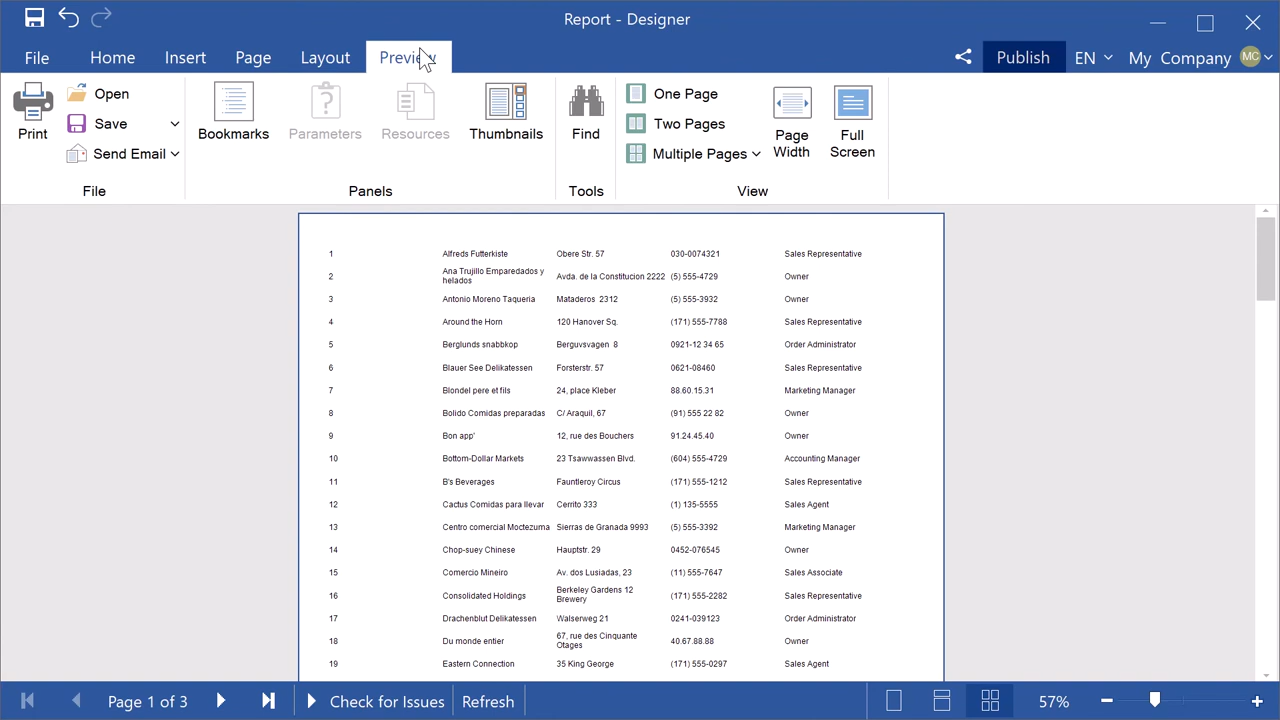 Report - Designer
File Home Insert Page Layout Preview Publish EN My Company MC
Print
Open
Save
Send Email
File
Bookmarks Parameters Resources Thumbnails
Panels
Find
Tools
One Page
Two Pages
Multiple Pages
Page Width
Full Screen
View
1 Alfreds Futterkiste Obere Str. 57 030-0074321 Sales Representative
2 Ana Trujillo Emparedados y helados Avda. de la Constitucion 2222 (5) 555-4729 Owner
3 Antonio Moreno Taqueria Mataderos 2312 (5) 555-3932 Owner
4 Around the Horn 120 Hanover Sq. (171) 555-7788 Sales Representative
5 Berglunds snabbkop Berguvsvagen 8 0921-12 34 65 Order Administrator
6 Blauer See Delikatessen Forsterstr. 57 0621-08460 Sales Representative
7 Blondel pere et fils 24, place Kleber 88.60.15.31 Marketing Manager
8 Bolido Comidas preparadas C/ Araquil, 67 (91) 555 22 82 Owner
9 Bon app' 12, rue des Bouchers 91.24.45.40 Owner
10 Bottom-Dollar Markets 23 Tsawwassen Blvd. (604) 555-4729 Accounting Manager
11 B's Beverages Fauntleroy Circus (171) 555-1212 Sales Representative
12 Cactus Comidas para llevar Cerrito 333 (1) 135-5555 Sales Agent
13 Centro comercial Moctezuma Sierras de Granada 9993 (5) 555-3392 Marketing Manager
14 Chop-suey Chinese Hauptstr. 29 0452-076545 Owner
15 Comercio Mineiro Av. dos Lusiadas, 23 (11) 555-7647 Sales Associate
16 Consolidated Holdings Berkeley Gardens 12 Brewery (171) 555-2282 Sales Representative
17 Drachenblut Delikatessen Walserweg 21 0241-039123 Order Administrator
18 Du monde entier 67, rue des Cinquante Otages 40.67.88.88 Owner
19 Eastern Connection 35 King George (171) 555-0297 Sales Agent
Page 1 of 3 Check for Issues Refresh 57%